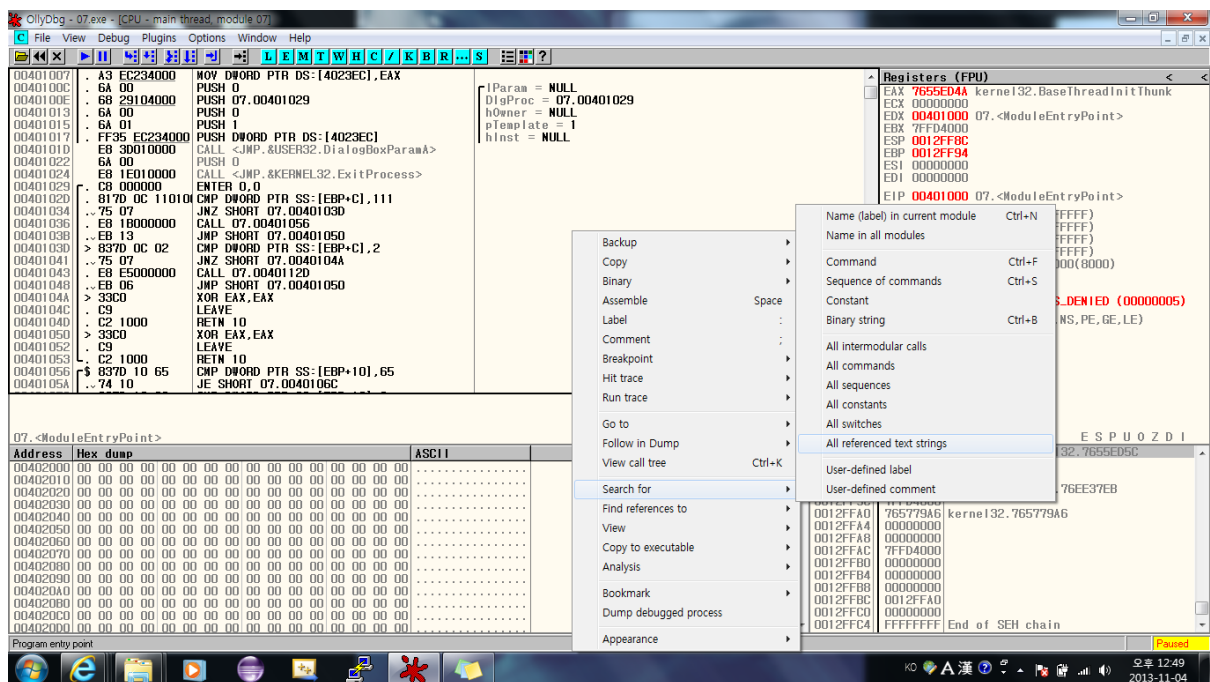 OllyDbg - 07.exe - [CPU - main thread, module 07]
C File View Debug Plugins Options Window Help
L E M T W H C / K B R ... S ?
00401007 . A3 EC234000 MOV DWORD PTR DS:[4023EC],EAX
0040100C . 6A 00 PUSH 0 lParam = NULL
0040100E . 68 29104000 PUSH 07.00401029 DlgProc = 07.00401029
00401013 . 6A 00 PUSH 0 hOwner = NULL
00401015 . 6A 01 PUSH 1 pTemplate = 1
00401017 . FF35 EC234000 PUSH DWORD PTR DS:[4023EC] hInst = NULL
0040101D E8 3D010000 CALL <JMP.&USER32.DialogBoxParamA>
00401022 6A 00 PUSH 0
00401024 E8 1E010000 CALL <JMP.&KERNEL32.ExitProcess>
00401029 . C8 000000 ENTER 0,0
0040102D . 817D 0C 11010 CMP DWORD PTR SS:[EBP+C],111
00401034 .v 75 07 JNZ SHORT 07.0040103D
00401036 . E8 1B000000 CALL 07.00401056
0040103B .v EB 13 JMP SHORT 07.00401050
0040103D > 837D 0C 02 CMP DWORD PTR SS:[EBP+C],2
00401041 .v 75 07 JNZ SHORT 07.0040104A
00401043 . E8 E5000000 CALL 07.0040112D
00401048 .v EB 06 JMP SHORT 07.00401050
0040104A > 33C0 XOR EAX,EAX
0040104C . C9 LEAVE
0040104D . C2 1000 RETN 10
00401050 > 33C0 XOR EAX,EAX
00401052 . C9 LEAVE
00401053 . C2 1000 RETN 10
00401056 $ 837D 10 65 CMP DWORD PTR SS:[EBP+10],65
0040105A .v 74 10 JE SHORT 07.0040106C
Registers (FPU) < <
EAX 7655ED4A kernel32.BaseThreadInitThunk
ECX 00000000
EDX 00401000 07.<ModuleEntryPoint>
EBX 7FFD4000
ESP 0012FF8C
EBP 0012FF94
ESI 00000000
EDI 00000000
EIP 00401000 07.<ModuleEntryPoint>
FFFF)
FFFF)
FFFF)
FFFF)
000(8000)
S_DENIED (00000005)
NS,PE,GE,LE)
E S P U O Z D I
Backup
Copy
Binary
Assemble Space
Label :
Comment ;
Breakpoint
Hit trace
Run trace
Go to
Follow in Dump
View call tree Ctrl+K
Search for
Find references to
View
Copy to executable
Analysis
Bookmark
Dump debugged process
Appearance
Name (label) in current module Ctrl+N
Name in all modules
Command Ctrl+F
Sequence of commands Ctrl+S
Constant
Binary string Ctrl+B
All intermodular calls
All commands
All sequences
All constants
All switches
All referenced text strings
User-defined label
User-defined comment
07.<ModuleEntryPoint>
Address Hex dump ASCII
00402000 00 00 00 00 00 00 00 00 00 00 00 00 00 00 00 00 ................
00402010 00 00 00 00 00 00 00 00 00 00 00 00 00 00 00 00 ................
00402020 00 00 00 00 00 00 00 00 00 00 00 00 00 00 00 00 ................
00402030 00 00 00 00 00 00 00 00 00 00 00 00 00 00 00 00 ................
00402040 00 00 00 00 00 00 00 00 00 00 00 00 00 00 00 00 ................
00402050 00 00 00 00 00 00 00 00 00 00 00 00 00 00 00 00 ................
00402060 00 00 00 00 00 00 00 00 00 00 00 00 00 00 00 00 ................
00402070 00 00 00 00 00 00 00 00 00 00 00 00 00 00 00 00 ................
00402080 00 00 00 00 00 00 00 00 00 00 00 00 00 00 00 00 ................
00402090 00 00 00 00 00 00 00 00 00 00 00 00 00 00 00 00 ................
004020A0 00 00 00 00 00 00 00 00 00 00 00 00 00 00 00 00 ................
004020B0 00 00 00 00 00 00 00 00 00 00 00 00 00 00 00 00 ................
004020C0 00 00 00 00 00 00 00 00 00 00 00 00 00 00 00 00 ................
004020D0 00 00 00 00 00 00 00 00 00 00 00 00 00 00 00 00 ................
32.7655ED5C
.76EE37EB
0012FFA0 765779A6 kernel32.765779A6
0012FFA4 00000000
0012FFA8 00000000
0012FFAC 7FFD4000
0012FFB0 00000000
0012FFB4 00000000
0012FFB8 00000000
0012FFBC 0012FFA0
0012FFC0 00000000
0012FFC4 FFFFFFFF End of SEH chain
Program entry point Paused
KO A 漢 오후 12:49
2013-11-04